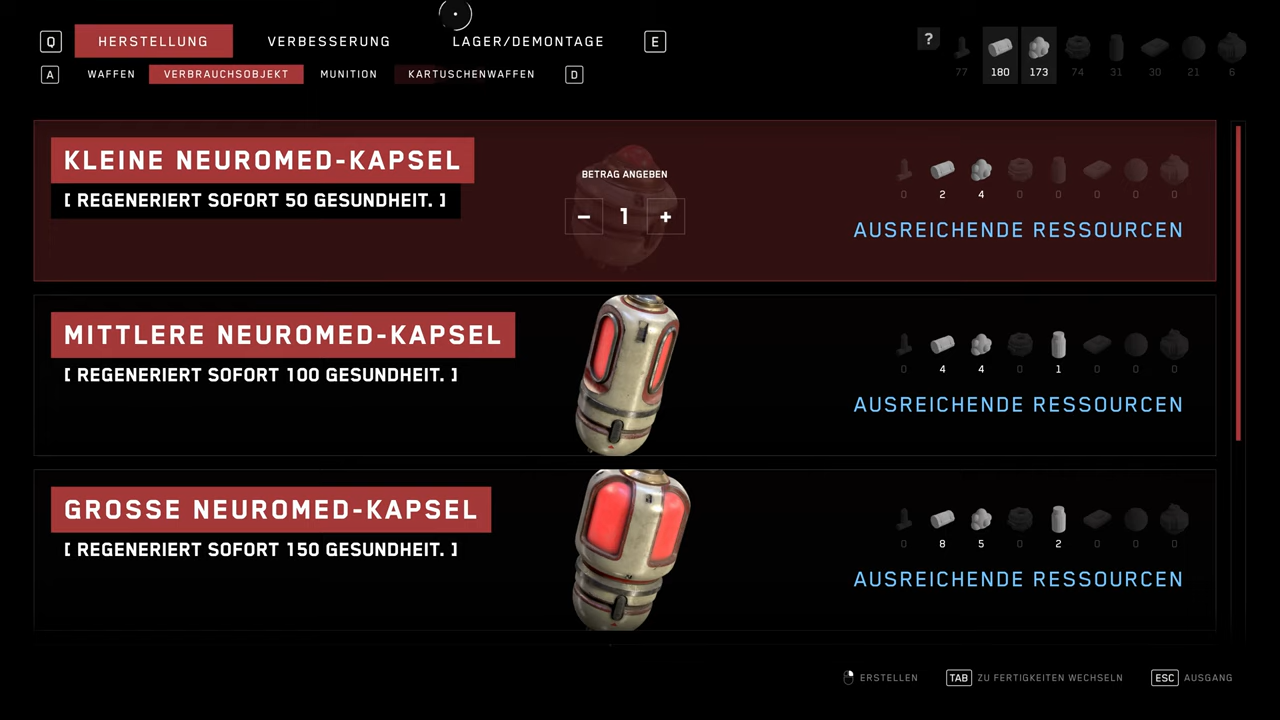 Q HERSTELLUNG VERBESSERUNG LAGER/DEMONTAGE E ?
A WAFFEN VERBRAUCHSOBJEKT MUNITION KARTUSCHENWAFFEN D
77 180 173 74 31 30 21 6
KLEINE NEUROMED-KAPSEL
[ REGENERIERT SOFORT 50 GESUNDHEIT. ]
BETRAG ANGEBEN
− 1 +
0 2 4 0 0 0 0 0
AUSREICHENDE RESSOURCEN
MITTLERE NEUROMED-KAPSEL
[ REGENERIERT SOFORT 100 GESUNDHEIT. ]
0 4 4 0 1 0 0 0
AUSREICHENDE RESSOURCEN
GROSSE NEUROMED-KAPSEL
[ REGENERIERT SOFORT 150 GESUNDHEIT. ]
0 8 5 0 2 0 0 0
AUSREICHENDE RESSOURCEN
ERSTELLEN TAB ZU FERTIGKEITEN WECHSELN ESC AUSGANG